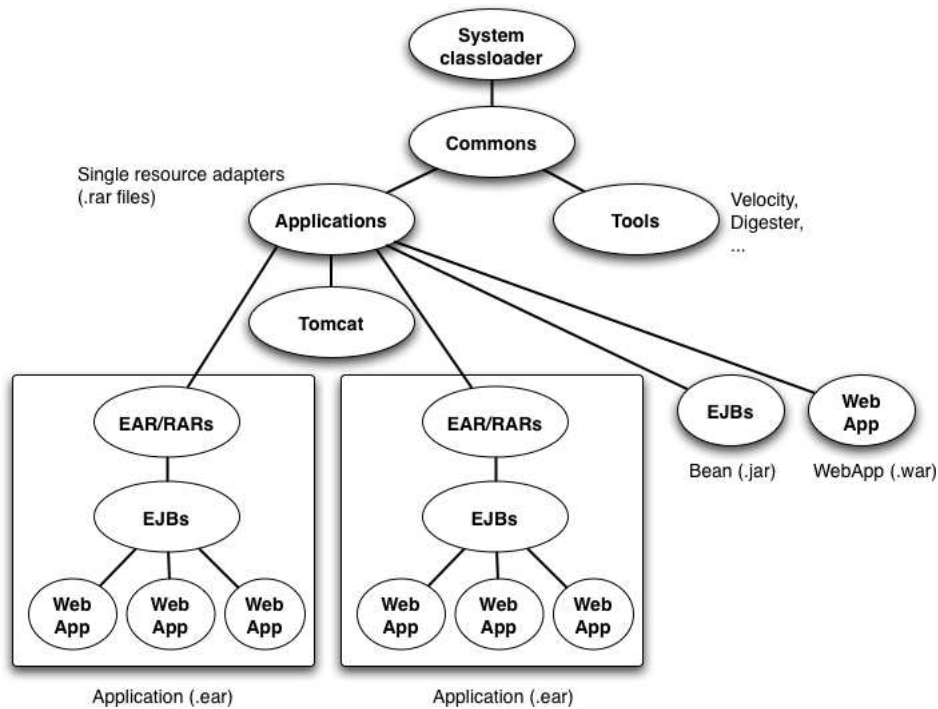 System
classloader
Commons
Single resource adapters
(.rar files)
Applications
Tools
Velocity,
Digester,
...
Tomcat
EAR/RARs
EAR/RARs
EJBs
Web
App
Bean (.jar)
WebApp (.war)
EJBs
EJBs
Web
App
Web
App
Web
App
Web
App
Web
App
Web
App
Application (.ear)
Application (.ear)